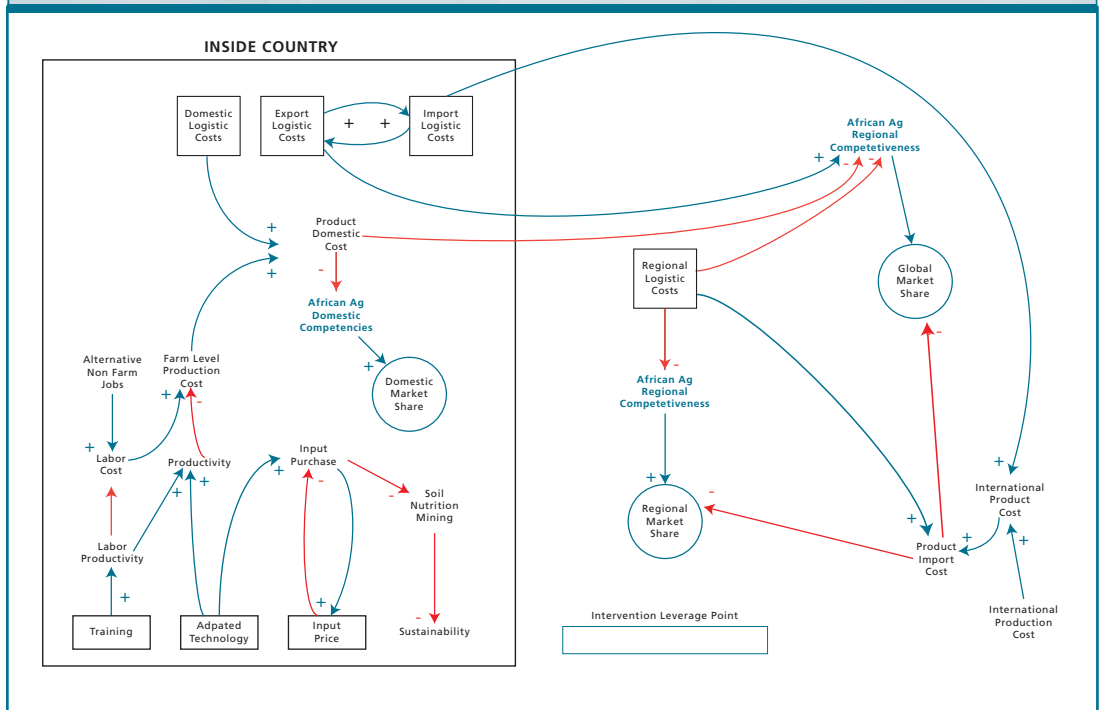 INSIDE COUNTRY
Domestic
Logistic
Costs
Export
Logistic
Costs
+ +
Import
Logistic
Costs
African Ag
Regional
Competetiveness
+
-
-
+
Product
Domestic
Cost
-
+
African Ag
Domestic
Competencies
+
Domestic
Market
Share
Regional
Logistic
Costs
-
Global
Market
Share
-
Alternative
Non Farm
Jobs
Farm Level
Production
Cost
+
-
African Ag
Regional
Competetiveness
+
+
Labor
Cost
Productivity
+
+
Input
Purchase
+
-
-
Soil
Nutrition
Mining
Regional
Market
Share
-
+
International
Product
Cost
+
+
+
Product
Import
Cost
Labor
Productivity
+
+
-
Training
Adpated
Technology
Input
Price
Sustainability
Intervention Leverage Point
International
Production
Cost